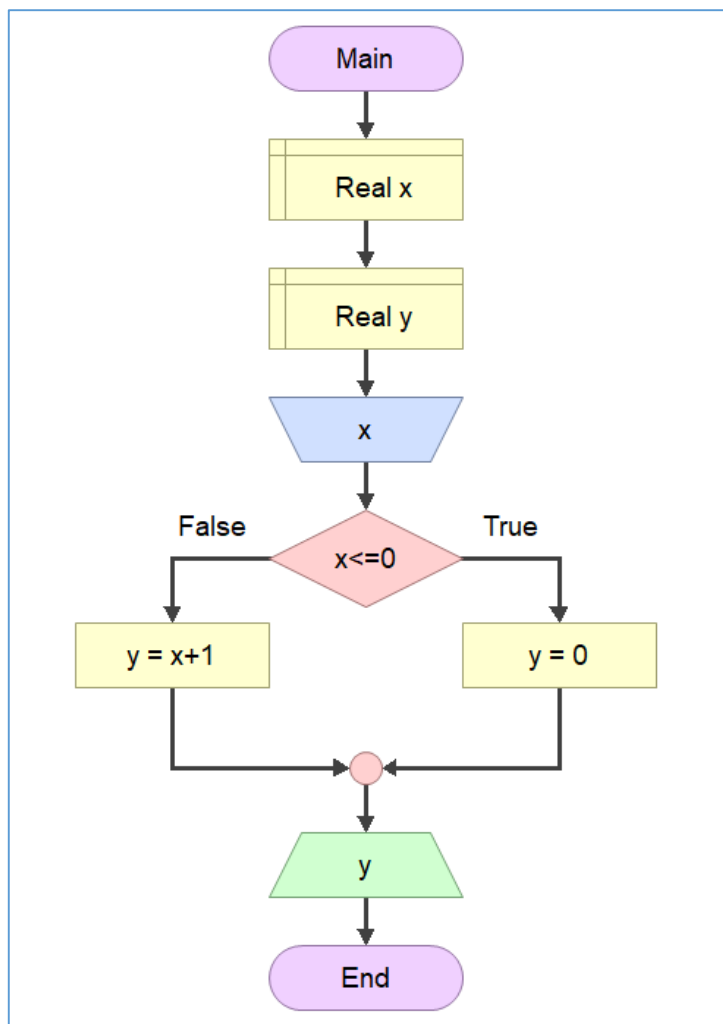 Main
Real x
Real y
x
False
True
x<=0
y = x+1
y = 0
y
End